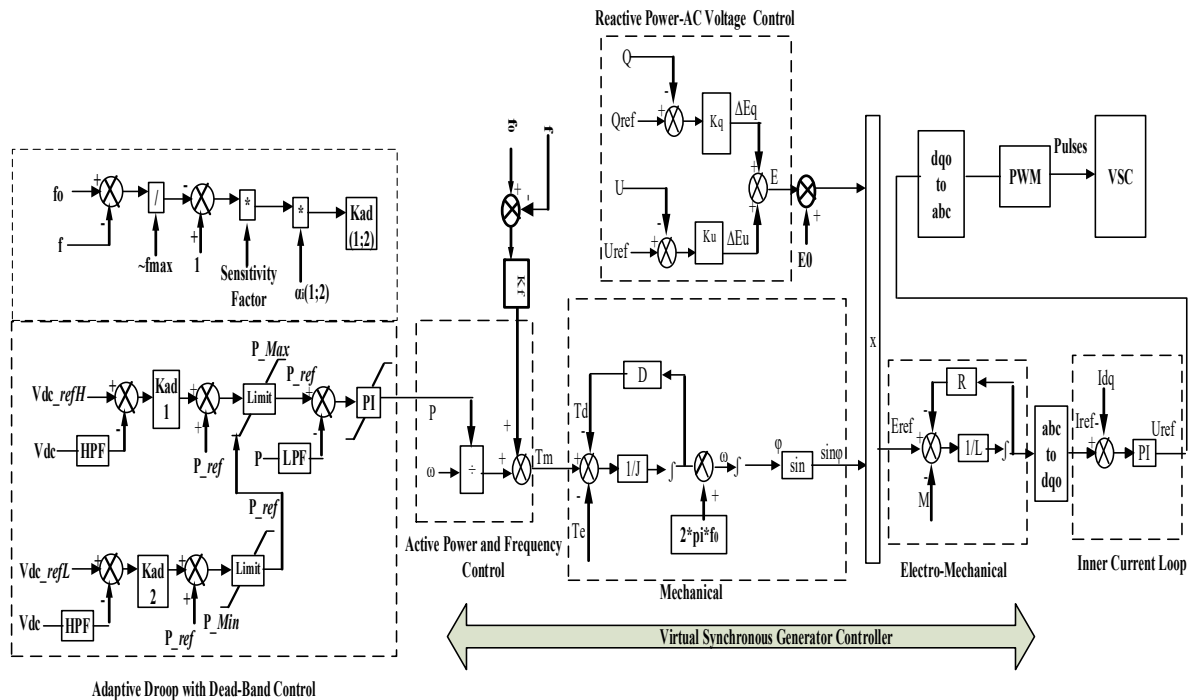 Reactive Power-AC Voltage Control
Q
-
Qref
+
Kq
ΔEq
U
-
Uref
+
Ku
ΔEu
+
+
E
+
E0
dqo
to
abc
PWM
Pulses
VSC
fo
+
f
-
Kf
fo
+
-
f
/
~fmax
-
+
1
*
Sensitivity
Factor
*
αi(1;2)
Kad
(1;2)
Vdc_refH
+
-
Vdc
HPF
Kad
1
+
+
P_ref
P_Max
Limit
P_ref
+
-
P
LPF
PI
P_ref
Vdc_refL
+
-
Vdc
HPF
Kad
2
+
+
P_ref
Limit
P_Min
Adaptive Droop with Dead-Band Control
P
ω
÷
+
+
Tm
Active Power and Frequency
Control
D
Td
-
+
-
Te
1/J
∫
ω
∫
+
2*pi*f0
φ
sin
sinφ
Mechanical
x
R
Eref
-
+
-
M
1/L
∫
Electro-Mechanical
abc
to
dqo
Idq
Iref
-
+
PI
Uref
Inner Current Loop
Virtual Synchronous Generator Controller